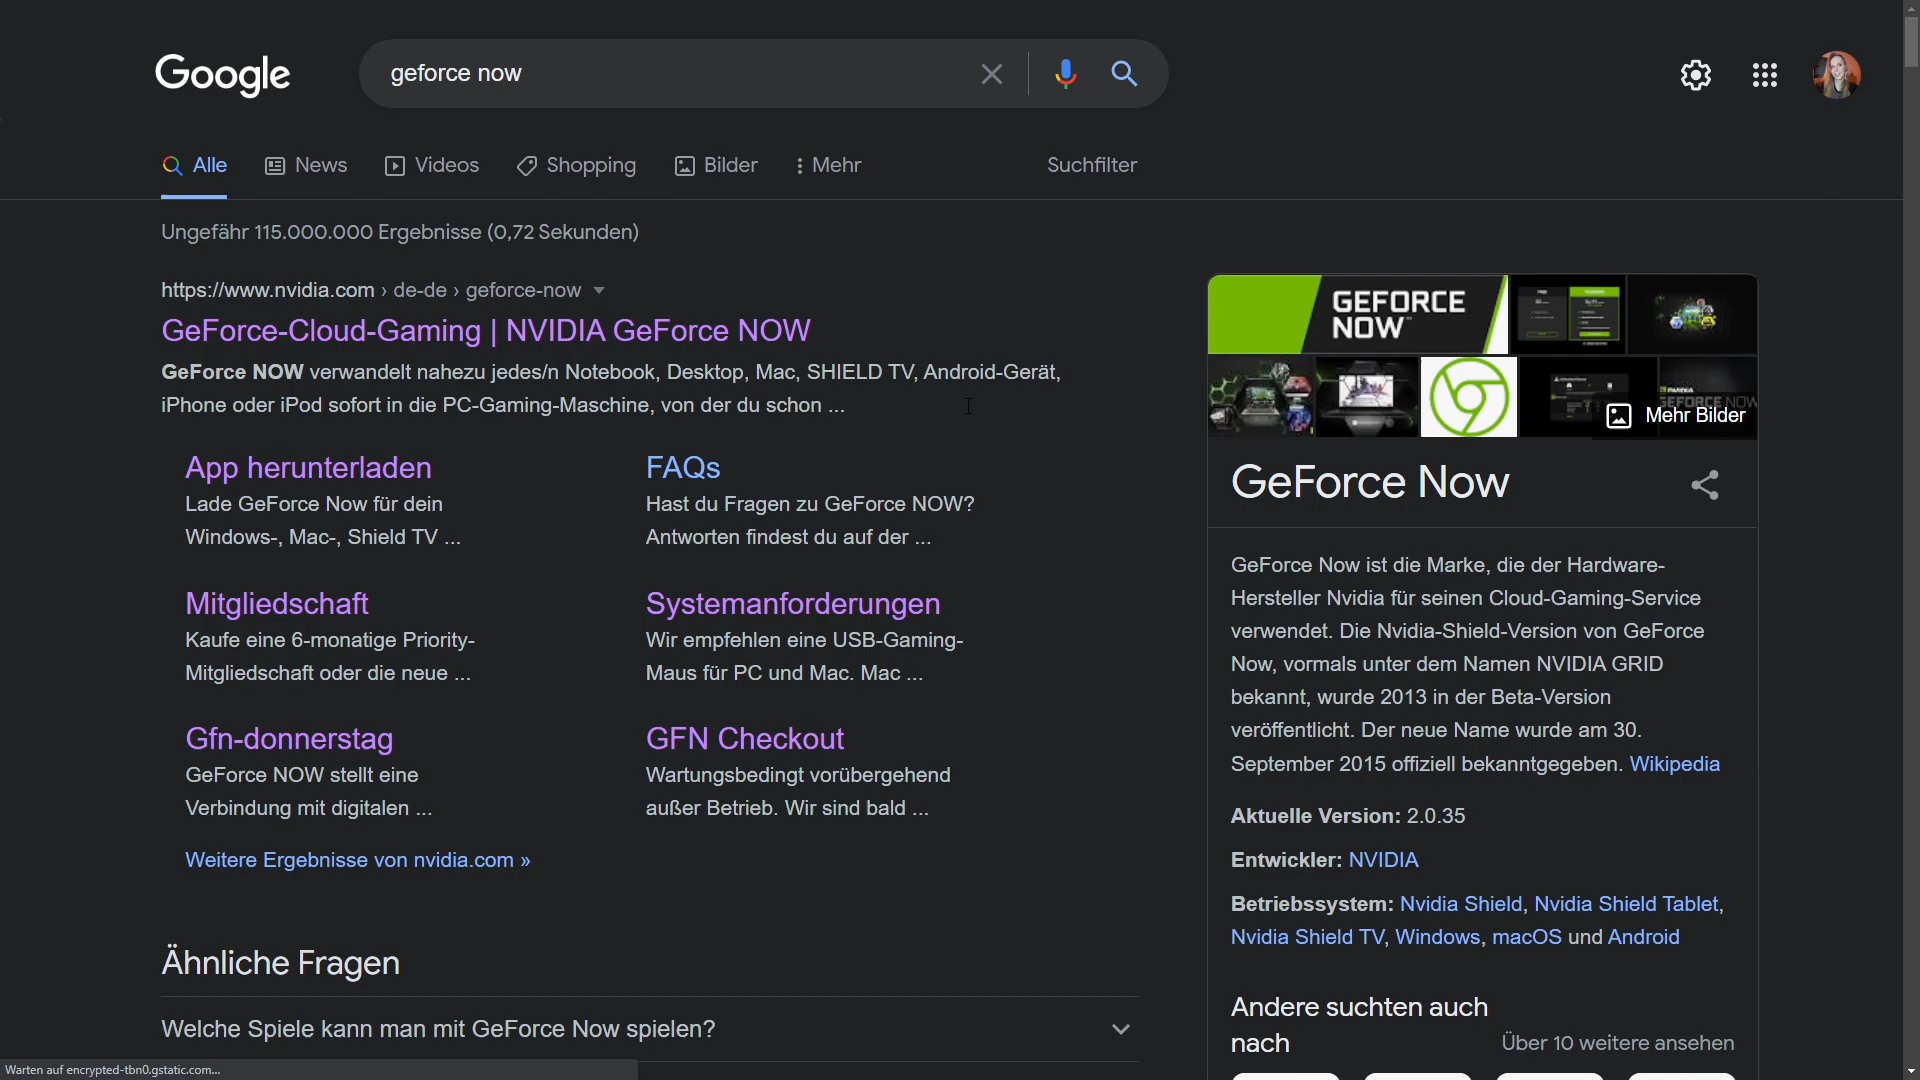 Google
geforce now
Alle
News
Videos
Shopping
Bilder
Mehr
Suchfilter
Ungefähr 115.000.000 Ergebnisse (0,72 Sekunden)
https://www.nvidia.com › de-de › geforce-now
GeForce-Cloud-Gaming | NVIDIA GeForce NOW
GeForce NOW verwandelt nahezu jedes/n Notebook, Desktop, Mac, SHIELD TV, Android-Gerät,
iPhone oder iPod sofort in die PC-Gaming-Maschine, von der du schon ...
App herunterladen
Lade GeForce Now für dein
Windows-, Mac-, Shield TV ...
FAQs
Hast du Fragen zu GeForce NOW?
Antworten findest du auf der ...
Mitgliedschaft
Kaufe eine 6-monatige Priority-
Mitgliedschaft oder die neue ...
Systemanforderungen
Wir empfehlen eine USB-Gaming-
Maus für PC und Mac. Mac ...
Gfn-donnerstag
GeForce NOW stellt eine
Verbindung mit digitalen ...
GFN Checkout
Wartungsbedingt vorübergehend
außer Betrieb. Wir sind bald ...
Weitere Ergebnisse von nvidia.com »
Ähnliche Fragen
Welche Spiele kann man mit GeForce Now spielen?
Warten auf encrypted-tbn0.gstatic.com...
GEFORCE
NOW
Mehr Bilder
GeForce Now
GeForce Now ist die Marke, die der Hardware-
Hersteller Nvidia für seinen Cloud-Gaming-Service
verwendet. Die Nvidia-Shield-Version von GeForce
Now, vormals unter dem Namen NVIDIA GRID
bekannt, wurde 2013 in der Beta-Version
veröffentlicht. Der neue Name wurde am 30.
September 2015 offiziell bekanntgegeben. Wikipedia
Aktuelle Version: 2.0.35
Entwickler: NVIDIA
Betriebssystem: Nvidia Shield, Nvidia Shield Tablet,
Nvidia Shield TV, Windows, macOS und Android
Andere suchten auch
nach
Über 10 weitere ansehen